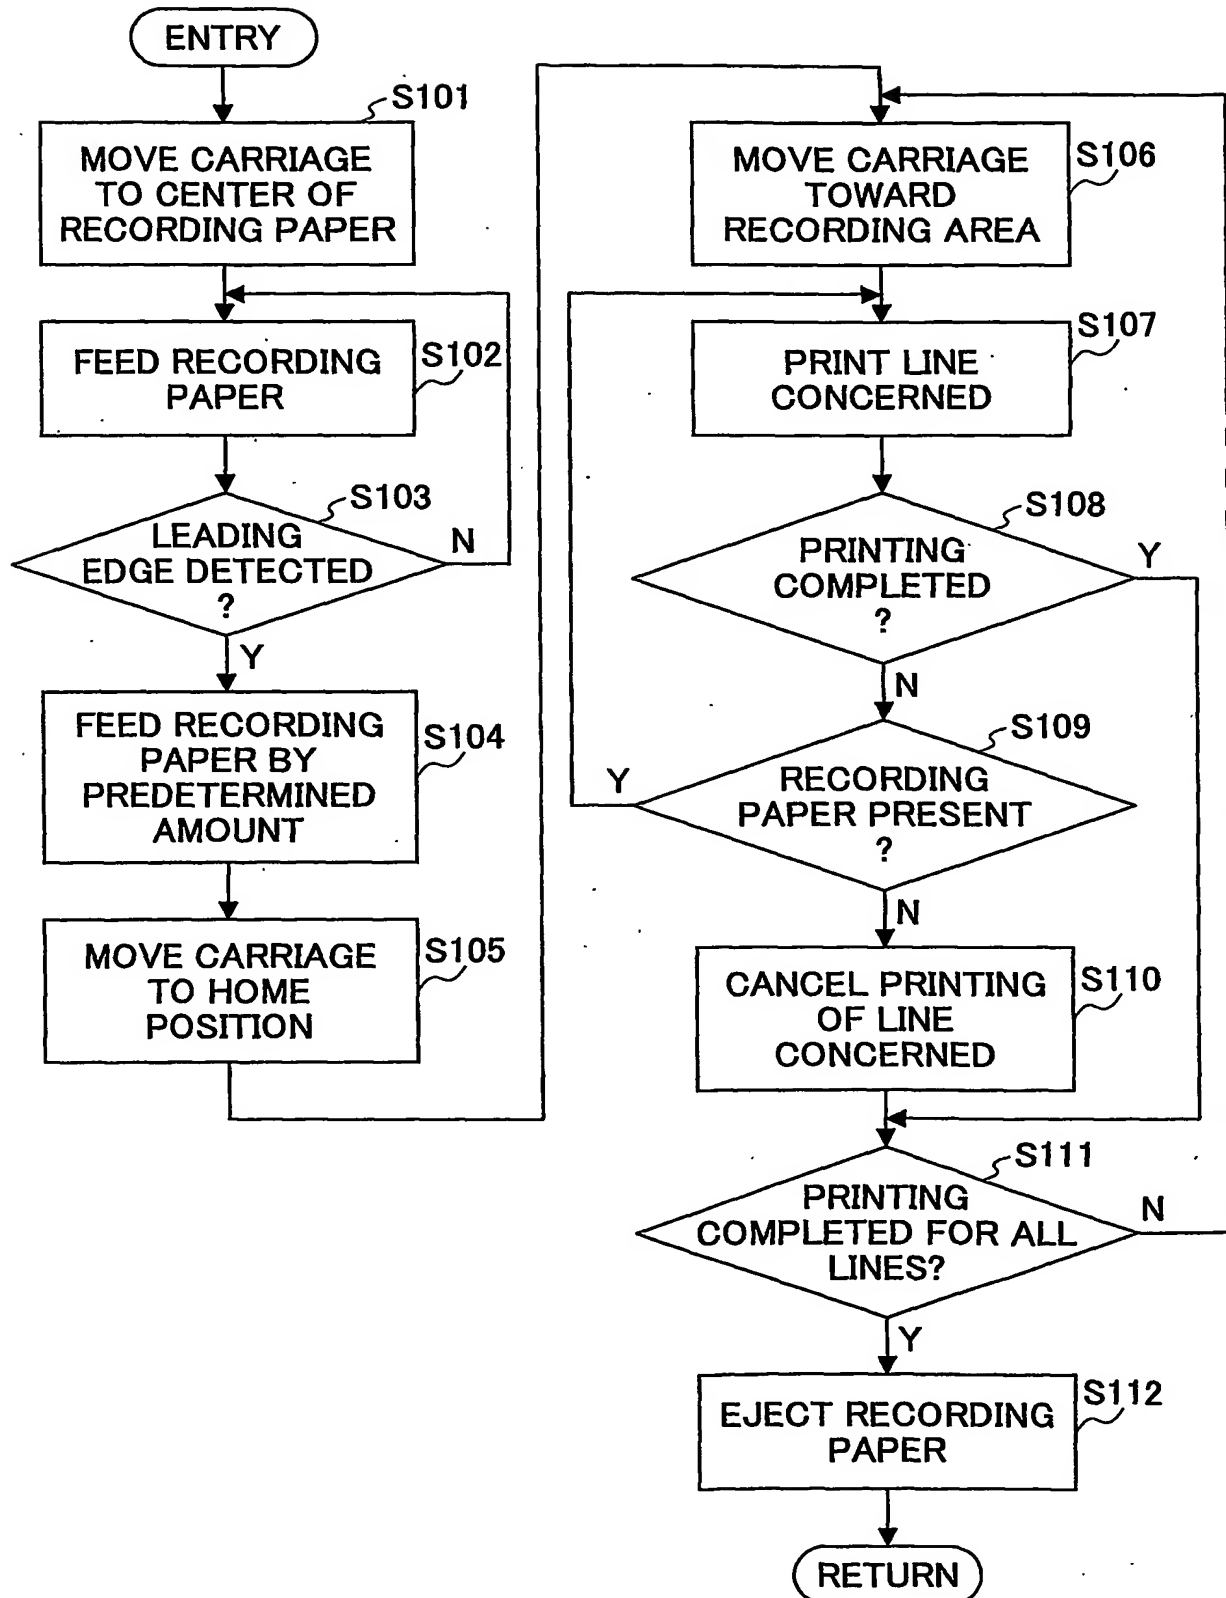 ENTRY
S101
MOVE CARRIAGE
TO CENTER OF
RECORDING PAPER
S102
FEED RECORDING
PAPER
S103
LEADING
EDGE DETECTED
?
N
Y
S104
FEED RECORDING
PAPER BY
PREDETERMINED
AMOUNT
S105
MOVE CARRIAGE
TO HOME
POSITION
S106
MOVE CARRIAGE
TOWARD
RECORDING AREA
S107
PRINT LINE
CONCERNED
S108
PRINTING
COMPLETED
?
Y
N
S109
RECORDING
PAPER PRESENT
?
Y
N
S110
CANCEL PRINTING
OF LINE
CONCERNED
S111
PRINTING
COMPLETED FOR ALL
LINES?
N
Y
S112
EJECT RECORDING
PAPER
RETURN